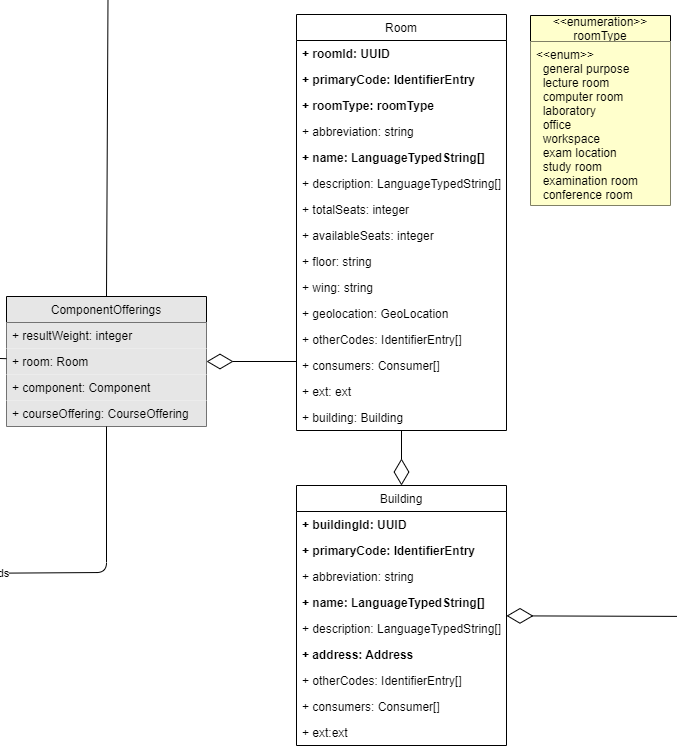 Room
+ roomId: UUID
+ primaryCode: IdentifierEntry
+ roomType: roomType
+ abbreviation: string
+ name: LanguageTypedString[]
+ description: LanguageTypedString[]
+ totalSeats: integer
+ availableSeats: integer
+ floor: string
+ wing: string
+ geolocation: GeoLocation
+ otherCodes: IdentifierEntry[]
+ consumers: Consumer[]
+ ext: ext
+ building: Building
<<enumeration>>
roomType
<<enum>>
general purpose
lecture room
computer room
laboratory
office
workspace
exam location
study room
examination room
conference room
ComponentOfferings
+ resultWeight: integer
+ room: Room
+ component: Component
+ courseOffering: CourseOffering
ds
Building
+ buildingId: UUID
+ primaryCode: IdentifierEntry
+ abbreviation: string
+ name: LanguageTypedString[]
+ description: LanguageTypedString[]
+ address: Address
+ otherCodes: IdentifierEntry[]
+ consumers: Consumer[]
+ ext:ext